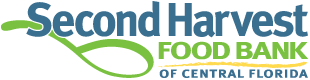 Second Harvest
FOOD BANK
OF CENTRAL FLORIDA